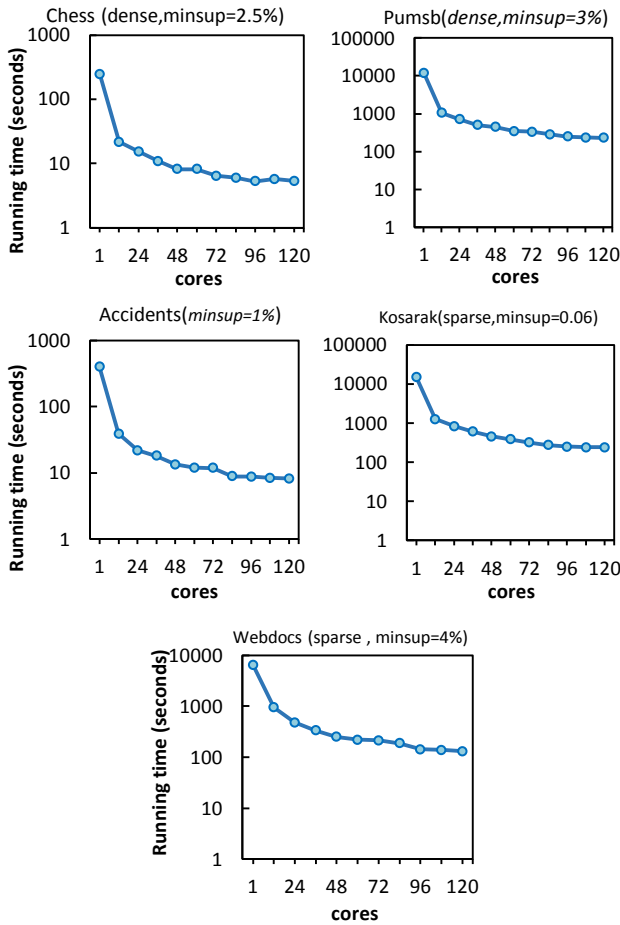 Chess (dense,minsup=2.5%)
Running time (seconds)
1000
100
10
1
1 24 48 72 96 120
cores
Pumsb(dense,minsup=3%)
100000
10000
1000
100
10
1
1 24 48 72 96 120
cores
Accidents(minsup=1%)
Running time (seconds)
1000
100
10
1
1 24 48 72 96 120
cores
Kosarak(sparse,minsup=0.06)
100000
10000
1000
100
10
1
1 24 48 72 96 120
cores
Webdocs (sparse , minsup=4%)
Running time (seconds)
10000
1000
100
10
1
1 24 48 72 96 120
cores